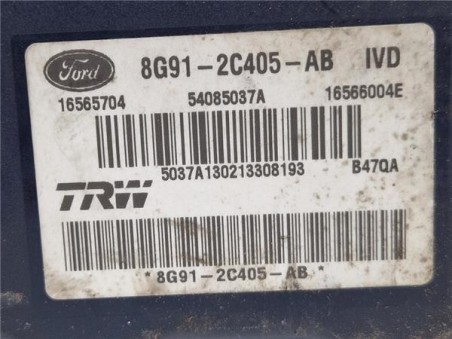 Ford 8G91-2C405-AB IVD
16565704 54085037A 16566004E
5037A130213308193 B47QA
TRW
*8G91-2C405-AB*